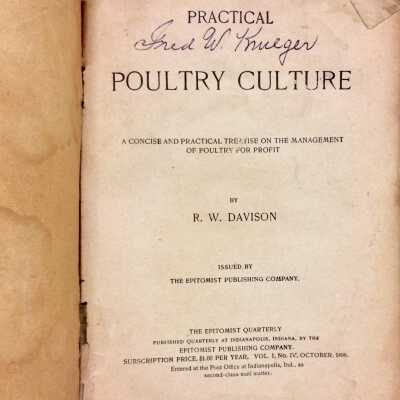 PRACTICAL
Fred W. Krueger
POULTRY CULTURE
A CONCISE AND PRACTICAL TREATISE ON THE MANAGEMENT
OF POULTRY FOR PROFIT
BY
R. W. DAVISON
ISSUED BY
THE EPITOMIST PUBLISHING COMPANY.
THE EPITOMIST QUARTERLY
PUBLISHED QUARTERLY AT INDIANAPOLIS, INDIANA, BY THE
EPITOMIST PUBLISHING COMPANY.
SUBSCRIPTION PRICE, $1.00 PER YEAR, VOL. I, No. IV, OCTOBER,
Entered at the Post Office at Indianapolis, Ind., as
second-class mail matter.